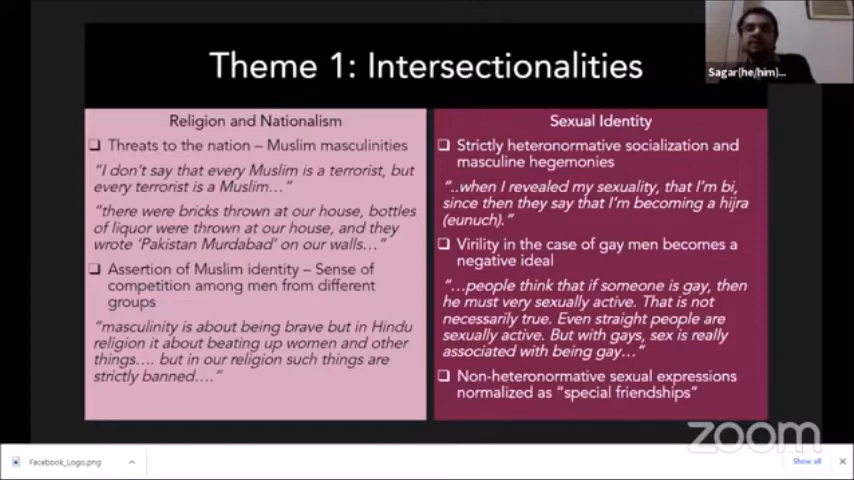 Theme 1: Intersectionalities
Sagar(he/him)...
Religion and Nationalism
Threats to the nation – Muslim masculinities
“I don’t say that every Muslim is a terrorist, but
every terrorist is a Muslim…”
“there were bricks thrown at our house, bottles
of liquor were thrown at our house, and they
wrote ‘Pakistan Murdabad’ on our walls…”
Assertion of Muslim identity – Sense of
competition among men from different
groups
“masculinity is about being brave but in Hindu
religion it about beating up women and other
things…. but in our religion such things are
strictly banned….”
Sexual Identity
Strictly heteronormative socialization and
masculine hegemonies
“..when I revealed my sexuality, that I’m bi,
since then they say that I’m becoming a hijra
(eunuch).”
Virility in the case of gay men becomes a
negative ideal
“…people think that if someone is gay, then
he must very sexually active. That is not
necessarily true. Even straight people are
sexually active. But with gays, sex is really
associated with being gay…”
Non-heteronormative sexual expressions
normalized as “special friendships”
zoom
Facebook_Logo.png
Show all